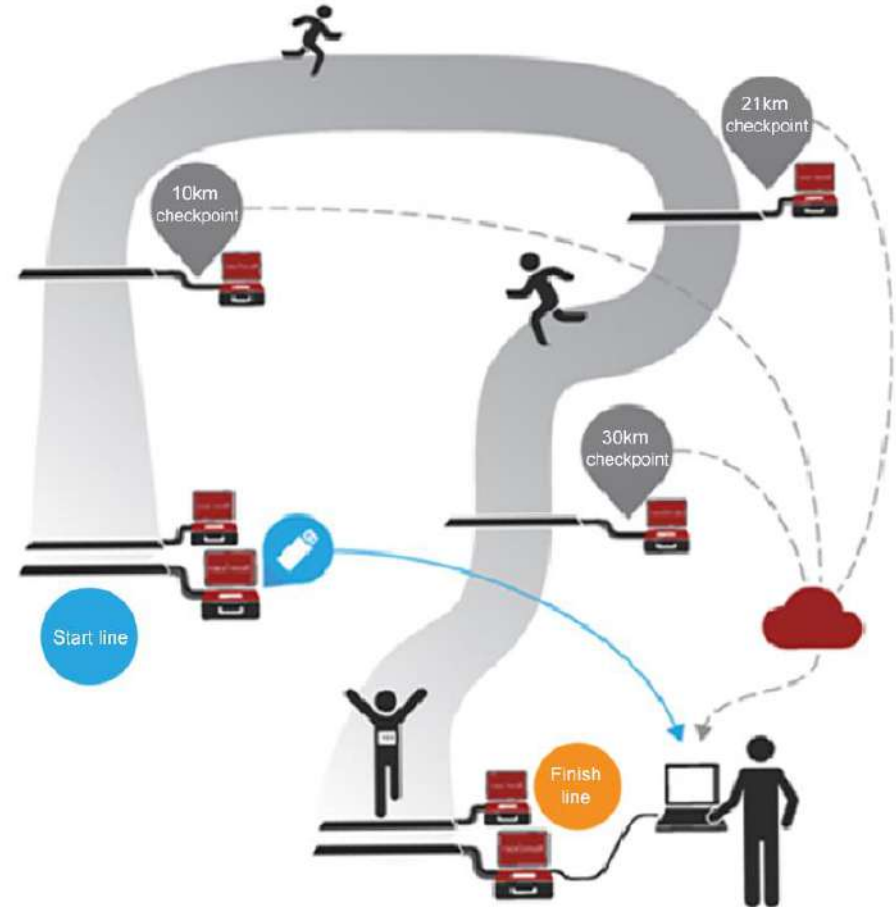 21km
checkpoint
10km
checkpoint
30km
checkpoint
Start line
Finish
line